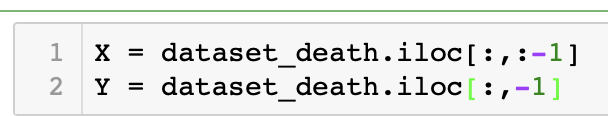 1 X = dataset_death.iloc[:,:-1]
2 Y = dataset_death.iloc[:,-1]